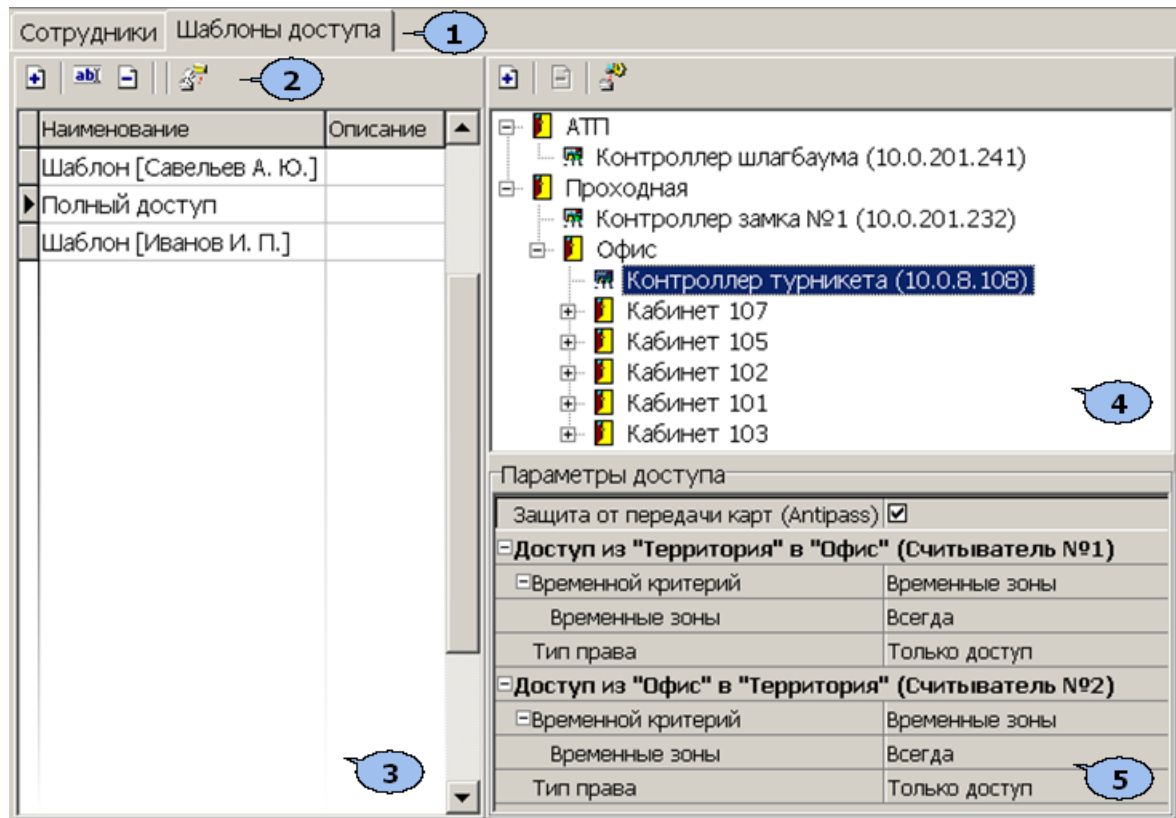 Сотрудники Шаблоны доступа 1
2
Наименование Описание
Шаблон [Савельев А. Ю.]
Полный доступ
Шаблон [Иванов И. П.]
3
АТП
Контроллер шлагбаума (10.0.201.241)
Проходная
Контроллер замка №1 (10.0.201.232)
Офис
Контроллер турникета (10.0.8.108)
Кабинет 107
Кабинет 105
Кабинет 102
Кабинет 101
Кабинет 103
4
Параметры доступа
Защита от передачи карт (Antipass)
Доступ из "Территория" в "Офис" (Считыватель №1)
Временной критерий Временные зоны
Временные зоны Всегда
Тип права Только доступ
Доступ из "Офис" в "Территория" (Считыватель №2)
Временной критерий Временные зоны
Временные зоны Всегда
Тип права Только доступ
5